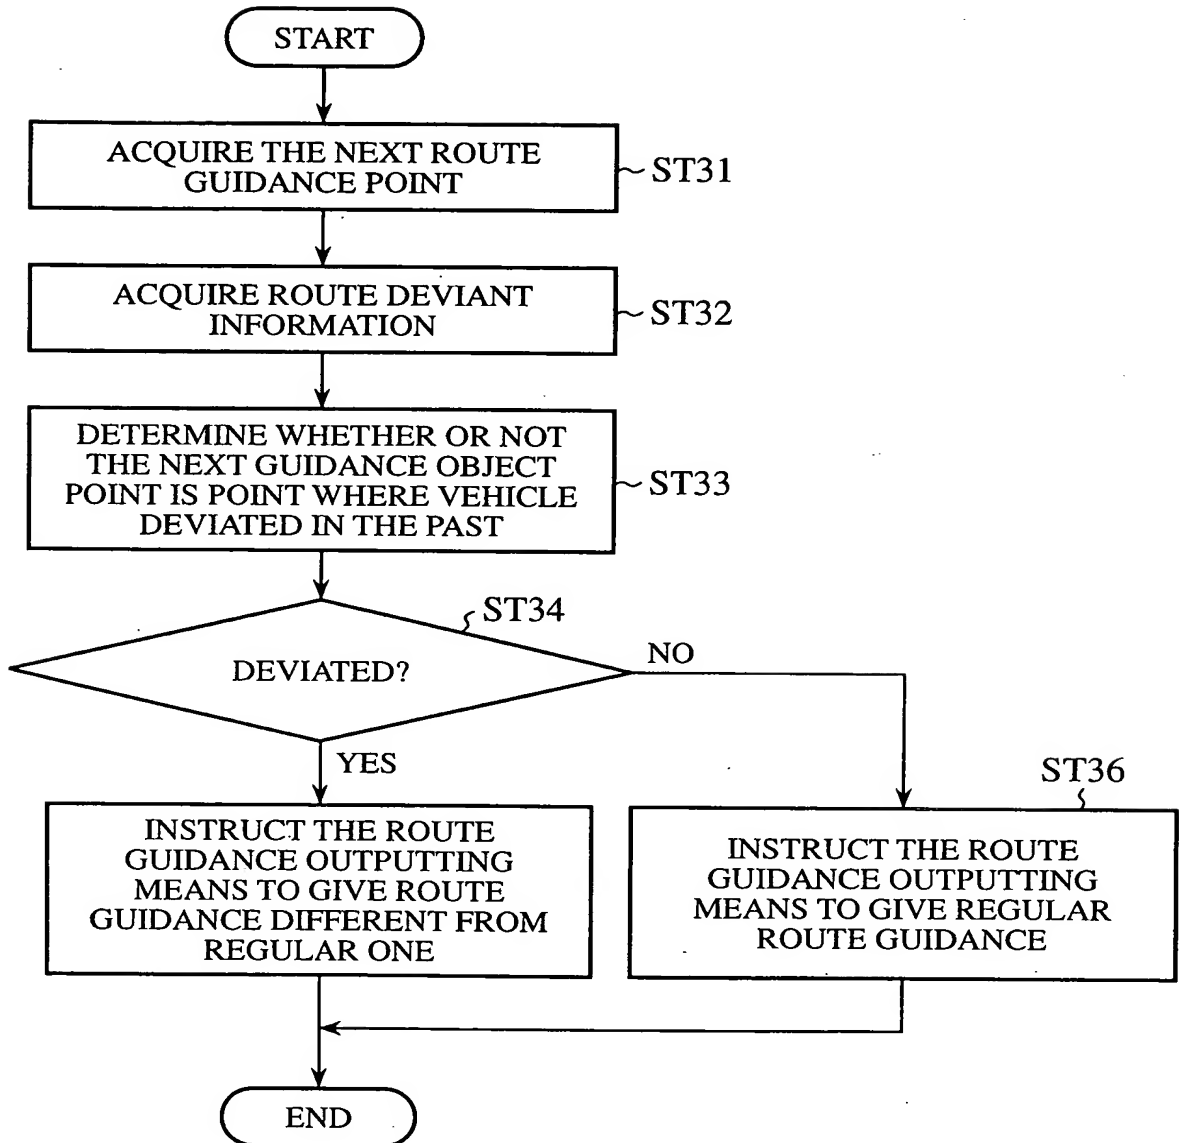 START
ACQUIRE THE NEXT ROUTE
GUIDANCE POINT
ST31
ACQUIRE ROUTE DEVIANT
INFORMATION
ST32
DETERMINE WHETHER OR NOT
THE NEXT GUIDANCE OBJECT
POINT IS POINT WHERE VEHICLE
DEVIATED IN THE PAST
ST33
ST34
DEVIATED?
NO
YES
INSTRUCT THE ROUTE
GUIDANCE OUTPUTTING
MEANS TO GIVE ROUTE
GUIDANCE DIFFERENT FROM
REGULAR ONE
ST36
INSTRUCT THE ROUTE
GUIDANCE OUTPUTTING
MEANS TO GIVE REGULAR
ROUTE GUIDANCE
END